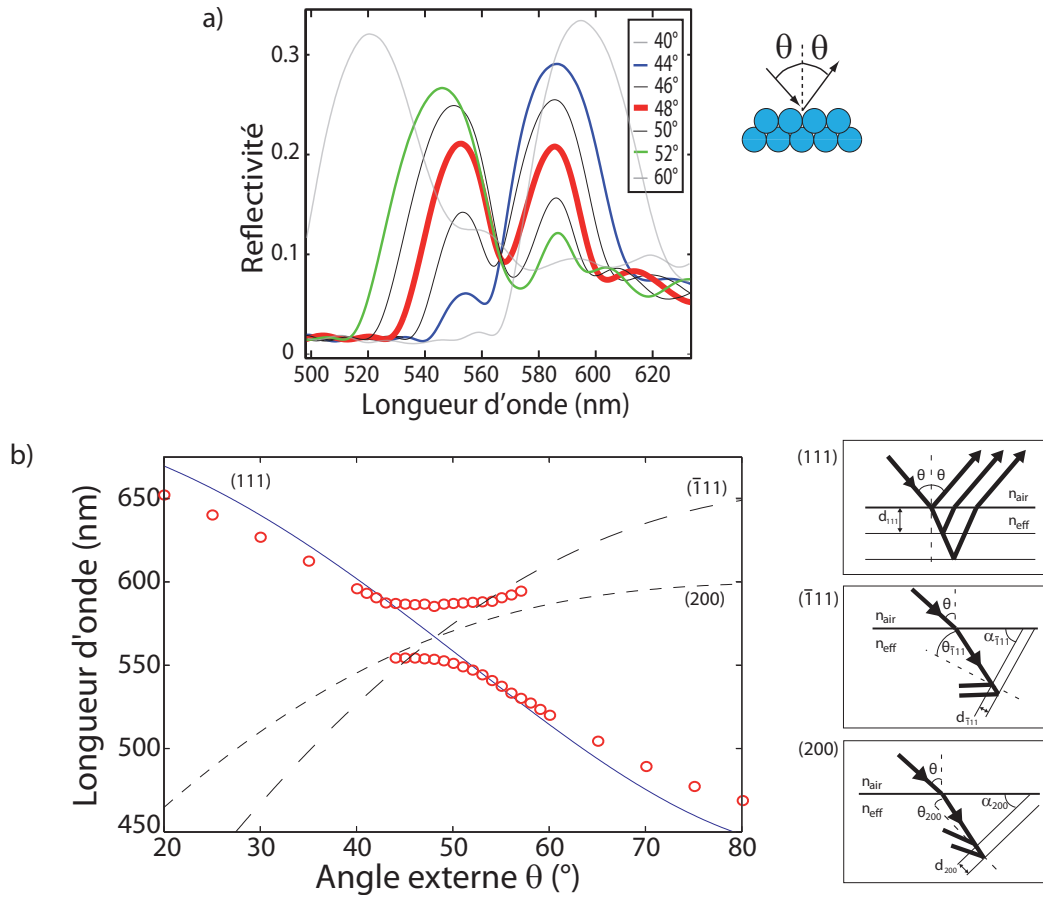 a)
Reflectivité
0.3
0.2
0.1
0
500 520 540 560 580 600 620
Longueur d'onde (nm)
40°
44°
46°
48°
50°
52°
60°
θ θ
b)
Longueur d'onde (nm)
650
600
550
500
450
20 30 40 50 60 70 80
Angle externe θ (°)
(111)
(1̅11)
(200)
(111)
θ θ
n_air
n_eff
d_111
(1̅11)
θ
n_air
n_eff
θ_1̅11
α_1̅11
d_1̅11
(200)
θ
n_air
n_eff
θ_200
α_200
d_200